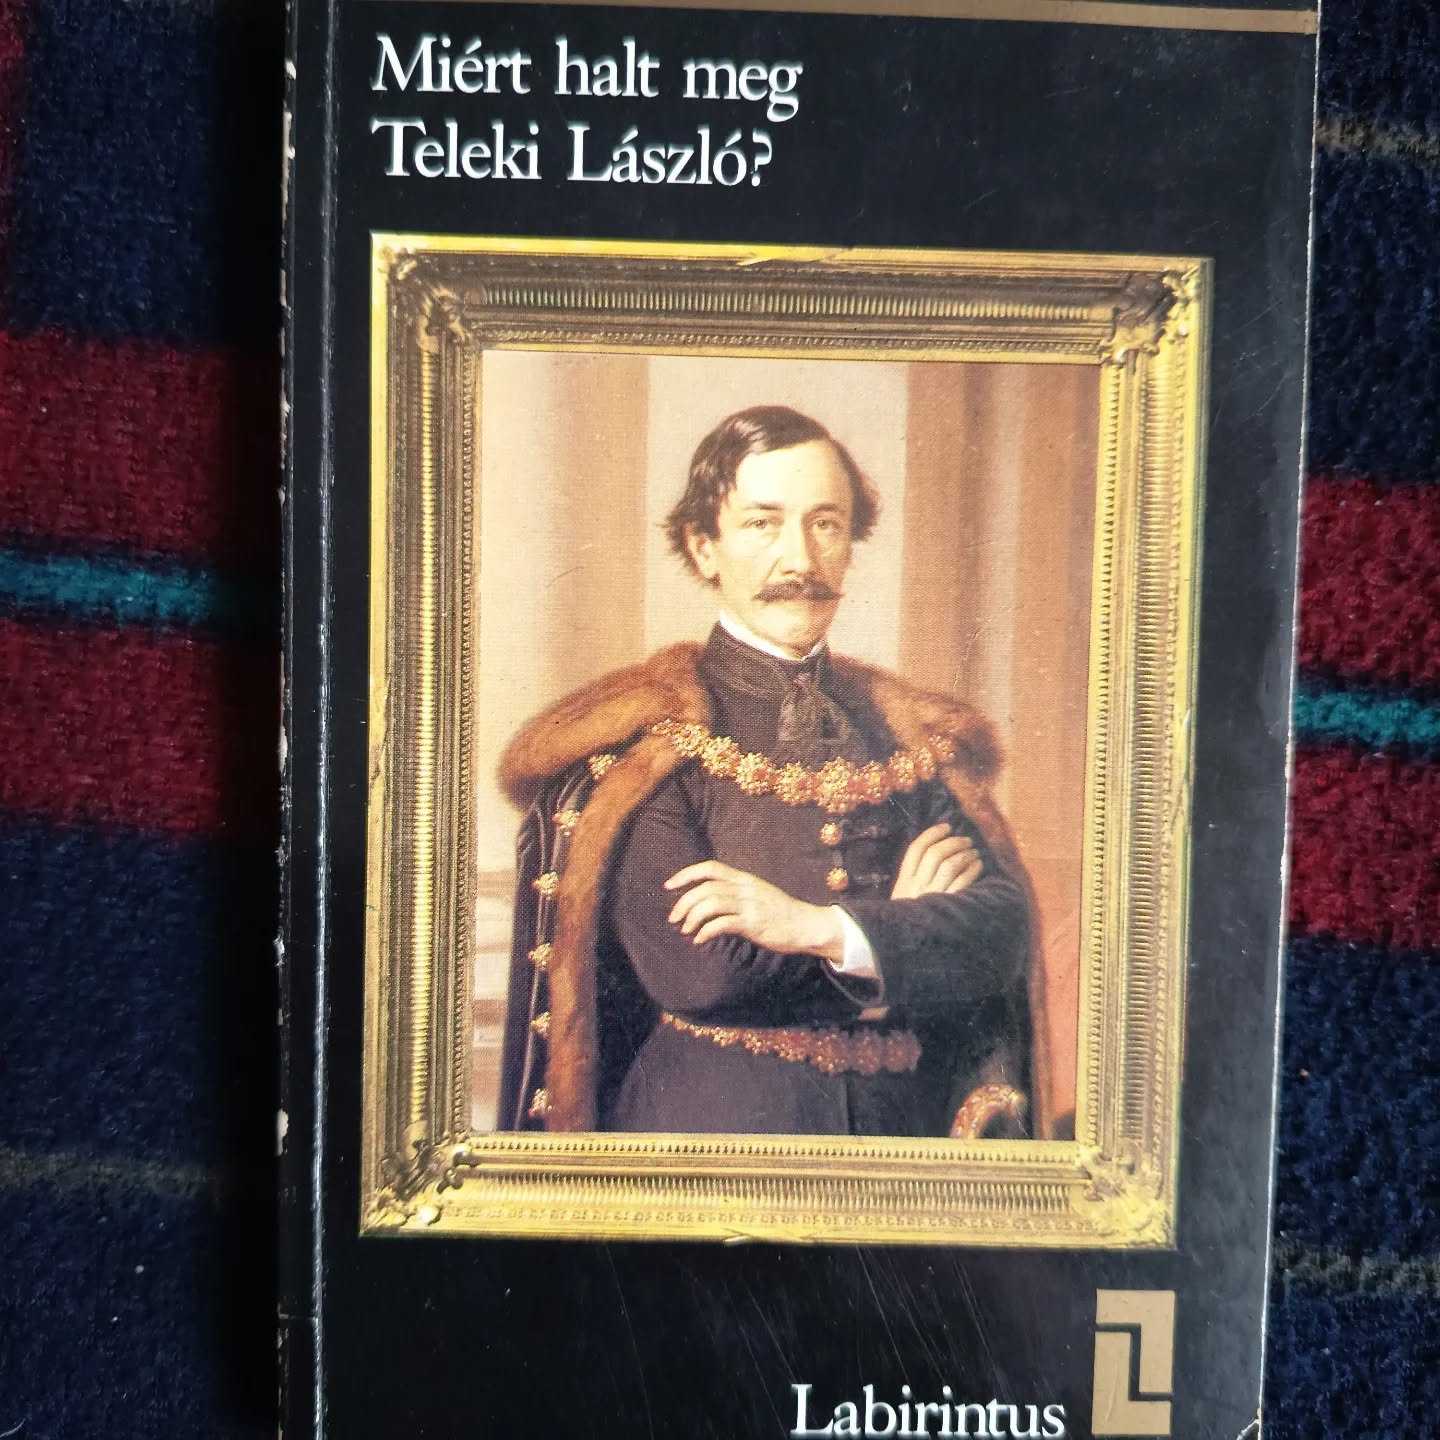 Miért halt meg
Teleki László?
Labirintus